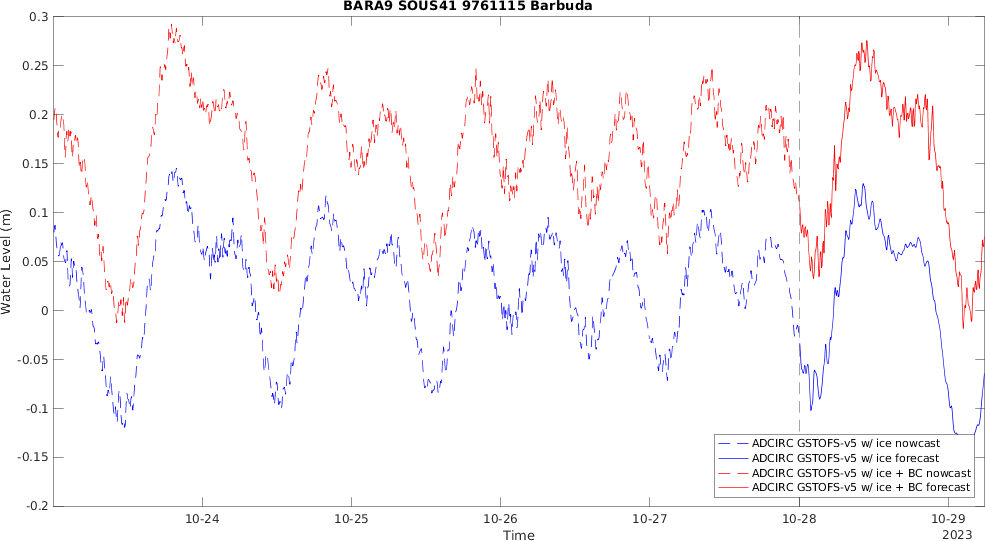 BARA9 SOUS41 9761115 Barbuda
0.3
0.25
0.2
0.15
0.1
0.05
0
-0.05
-0.1
-0.15
-0.2
Water Level (m)
ADCIRC GSTOFS-v5 w/ ice nowcast
ADCIRC GSTOFS-v5 w/ ice forecast
ADCIRC GSTOFS-v5 w/ ice + BC nowcast
ADCIRC GSTOFS-v5 w/ ice + BC forecast
10-24 10-25 10-26 10-27 10-28 10-29
Time
2023